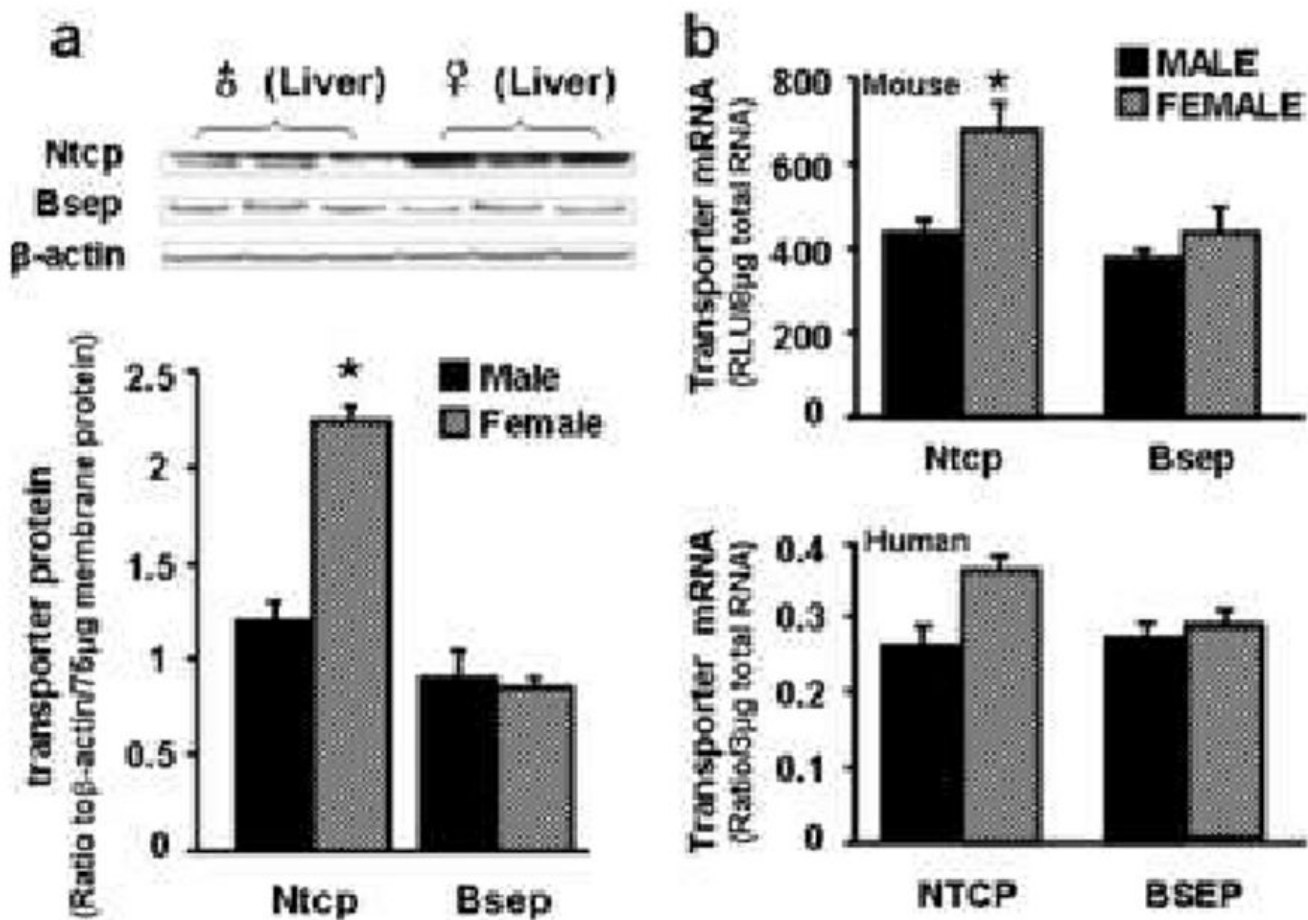 a
♂ (Liver) ♀ (Liver)
Ntcp
Bsep
β-actin
2.5
2
1.5
1
0.5
0
transporter protein
(Ratio toβ-actin/75µg membrane protein)
★
Male
Female
Ntcp Bsep
b
MALE
FEMALE
Mouse
*
800
600
400
200
0
Transporter mRNA
(RLU/8µg total RNA)
Ntcp Bsep
Human
0.4
0.3
0.2
0.1
0
Transporter mRNA
(Ratio/3µg total RNA)
NTCP BSEP